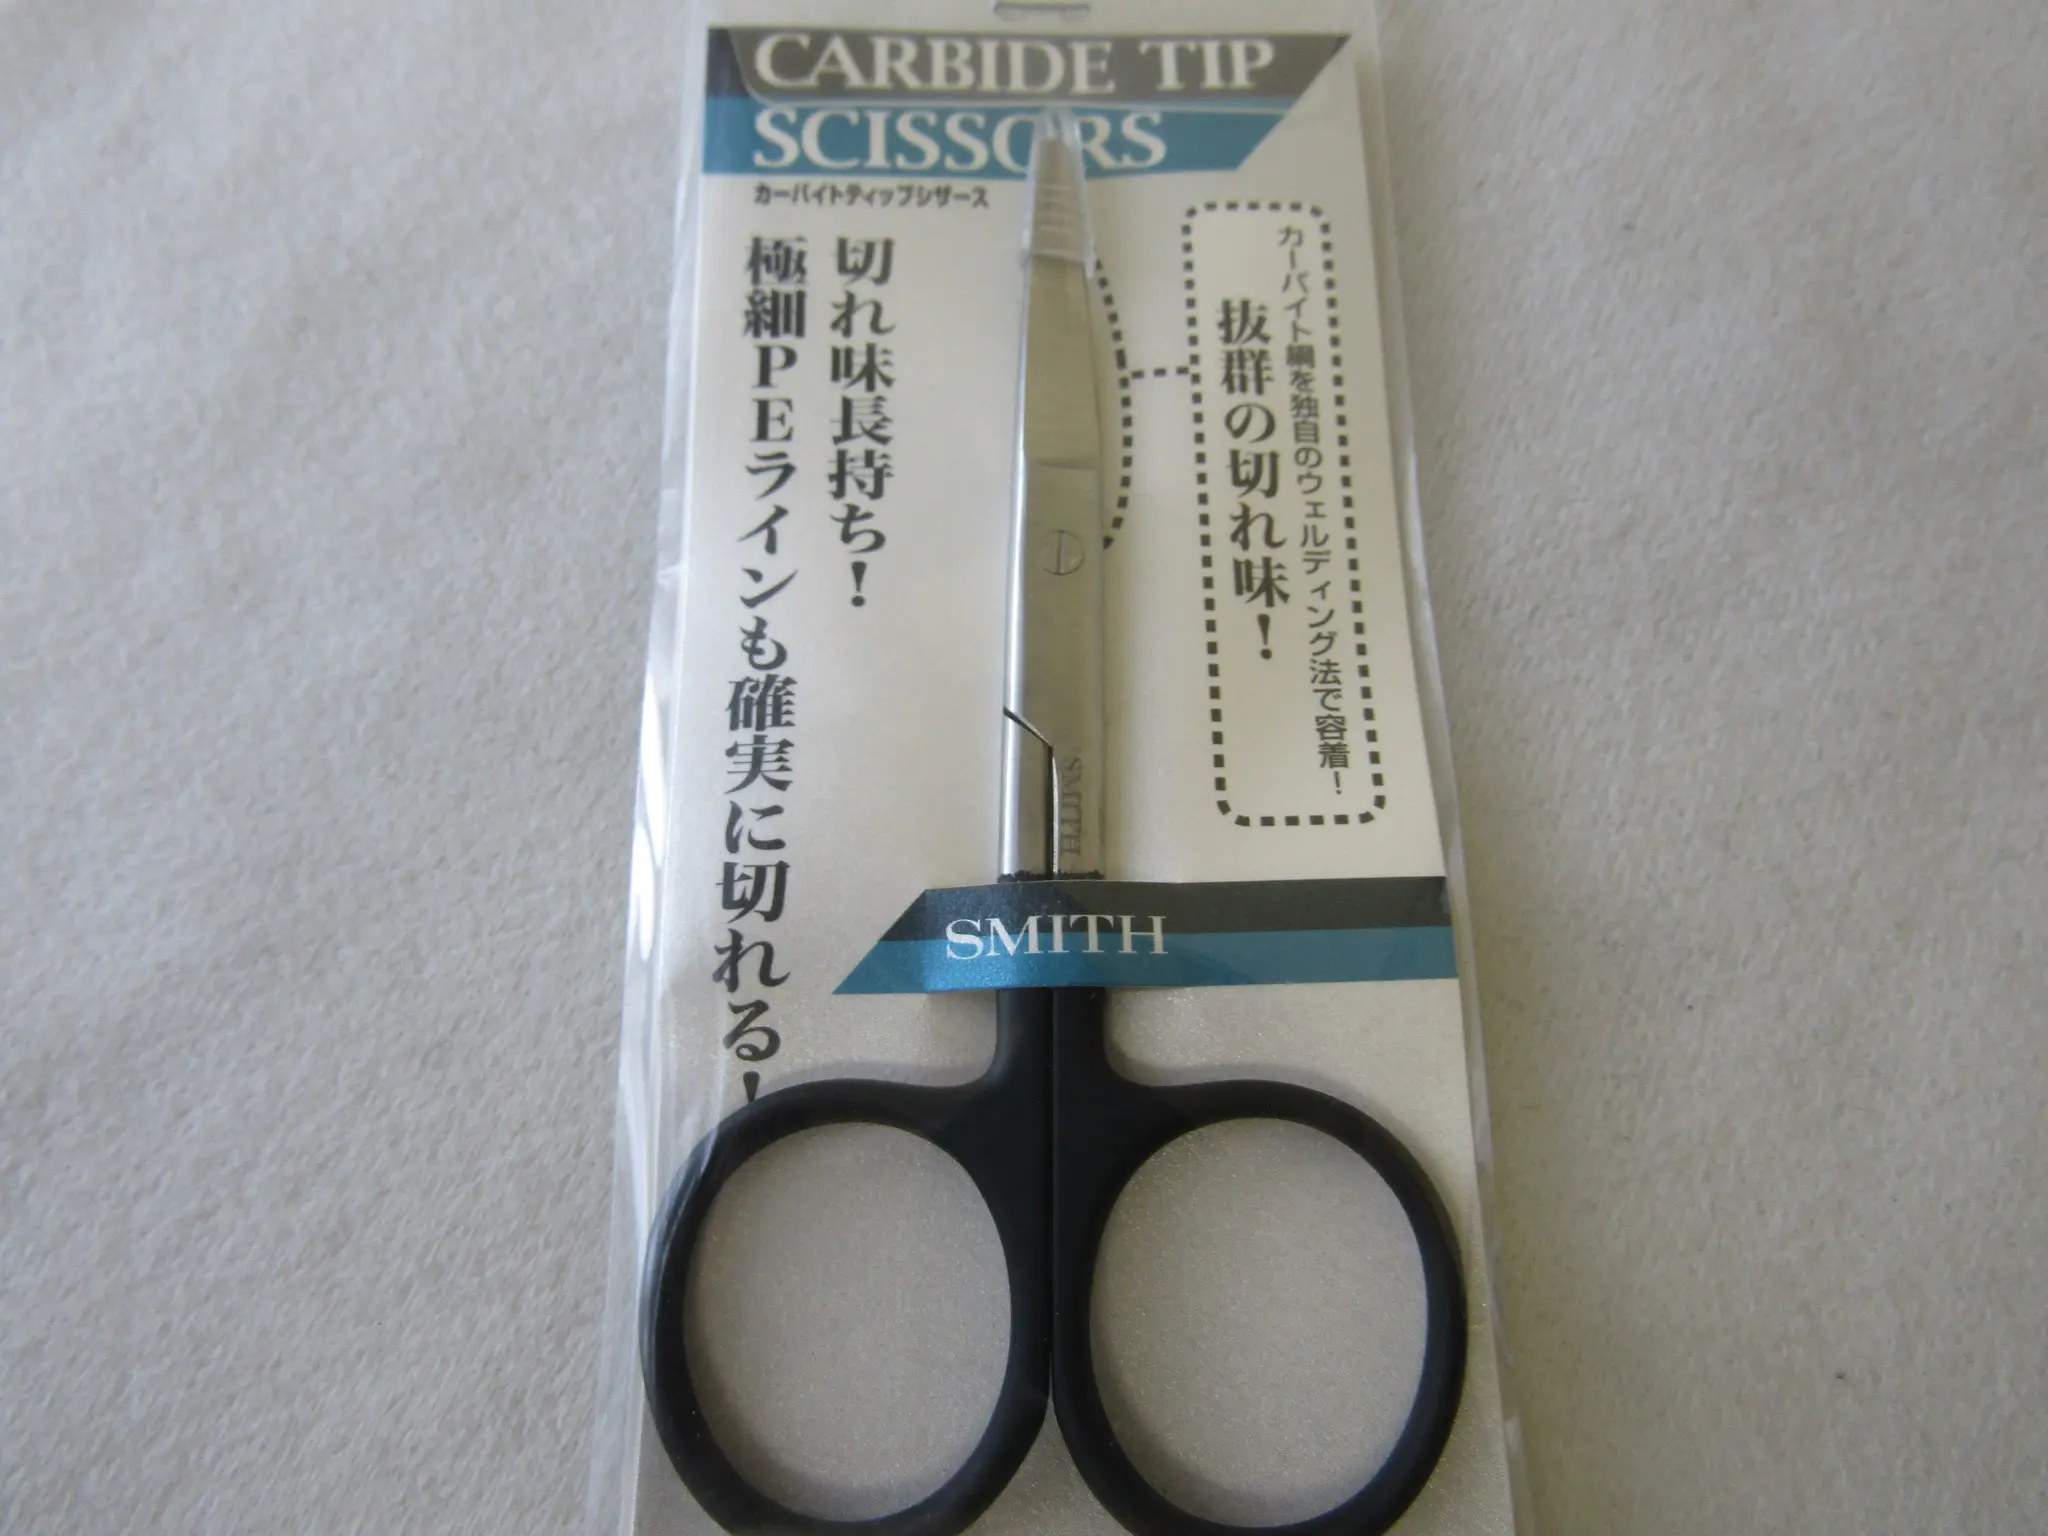 CARBIDE TIP
SCISSORS
カーバイトティップシザース
切れ味長持ち！
極細PEラインも確実に切れる！
カーバイト鋼を独自のウェルディング法で容着！
抜群の切れ味！
SMITH
SMITH